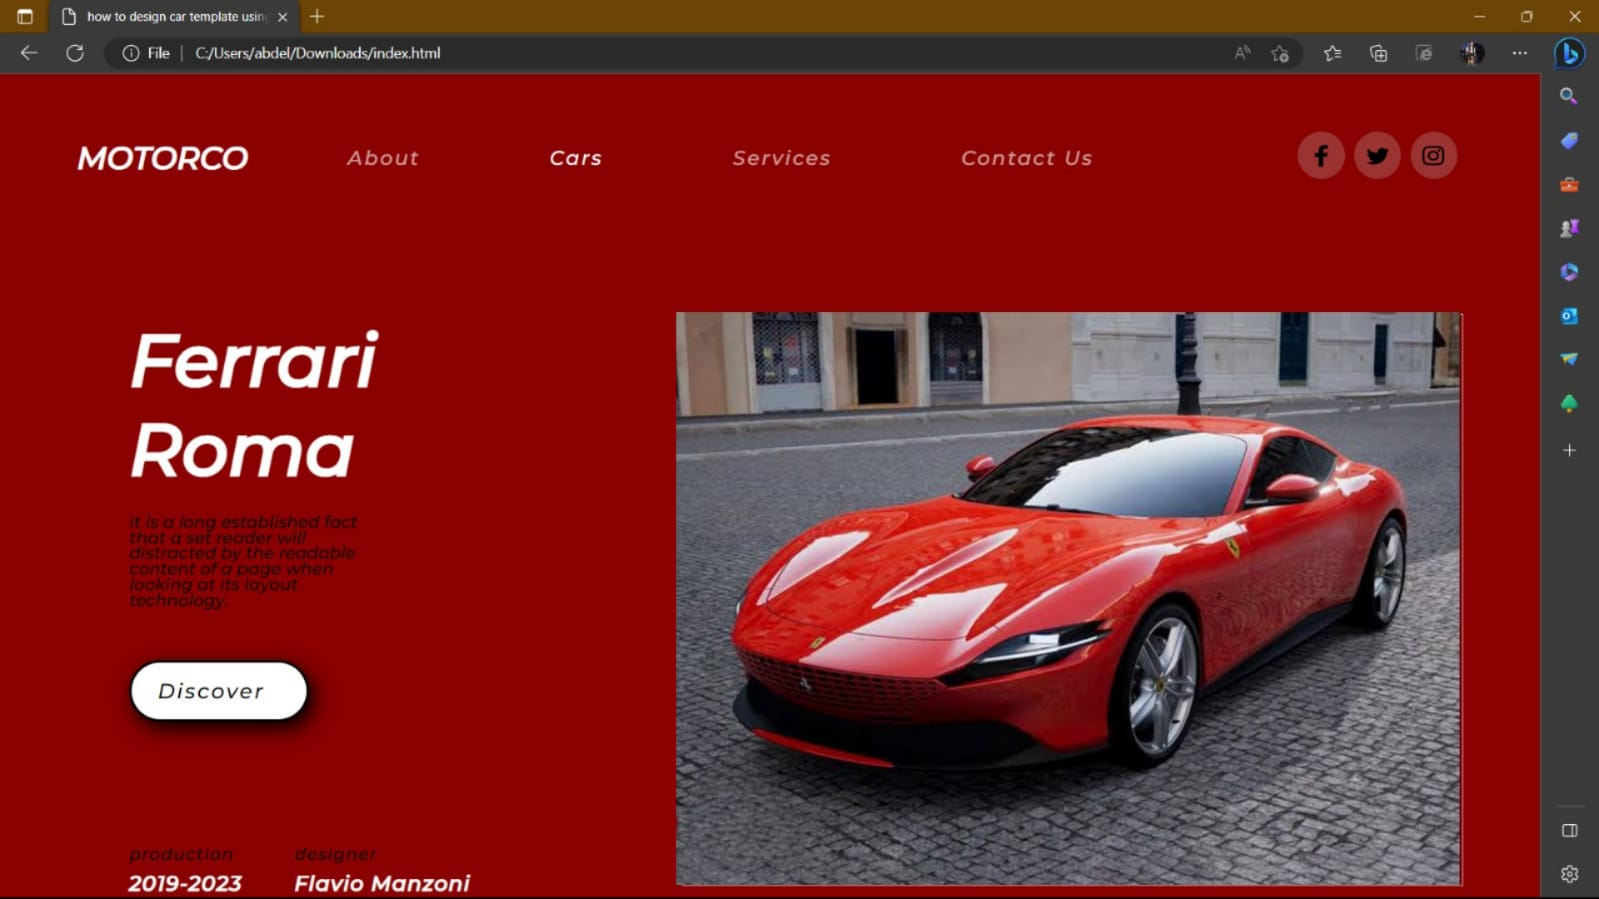 how to design car template usin
File
C:/Users/abdel/Downloads/index.html
MOTORCO
About
Cars
Services
Contact Us
Ferrari
Roma
it is a long established fact
that a set reader will
distracted by the readable
content of a page when
looking at its layout
technology.
Discover
production
designer
2019-2023
Flavio Manzoni